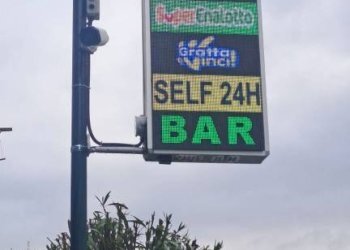 SuperEnaLotto
Gratta
Vinci!
SELF 24H
BAR